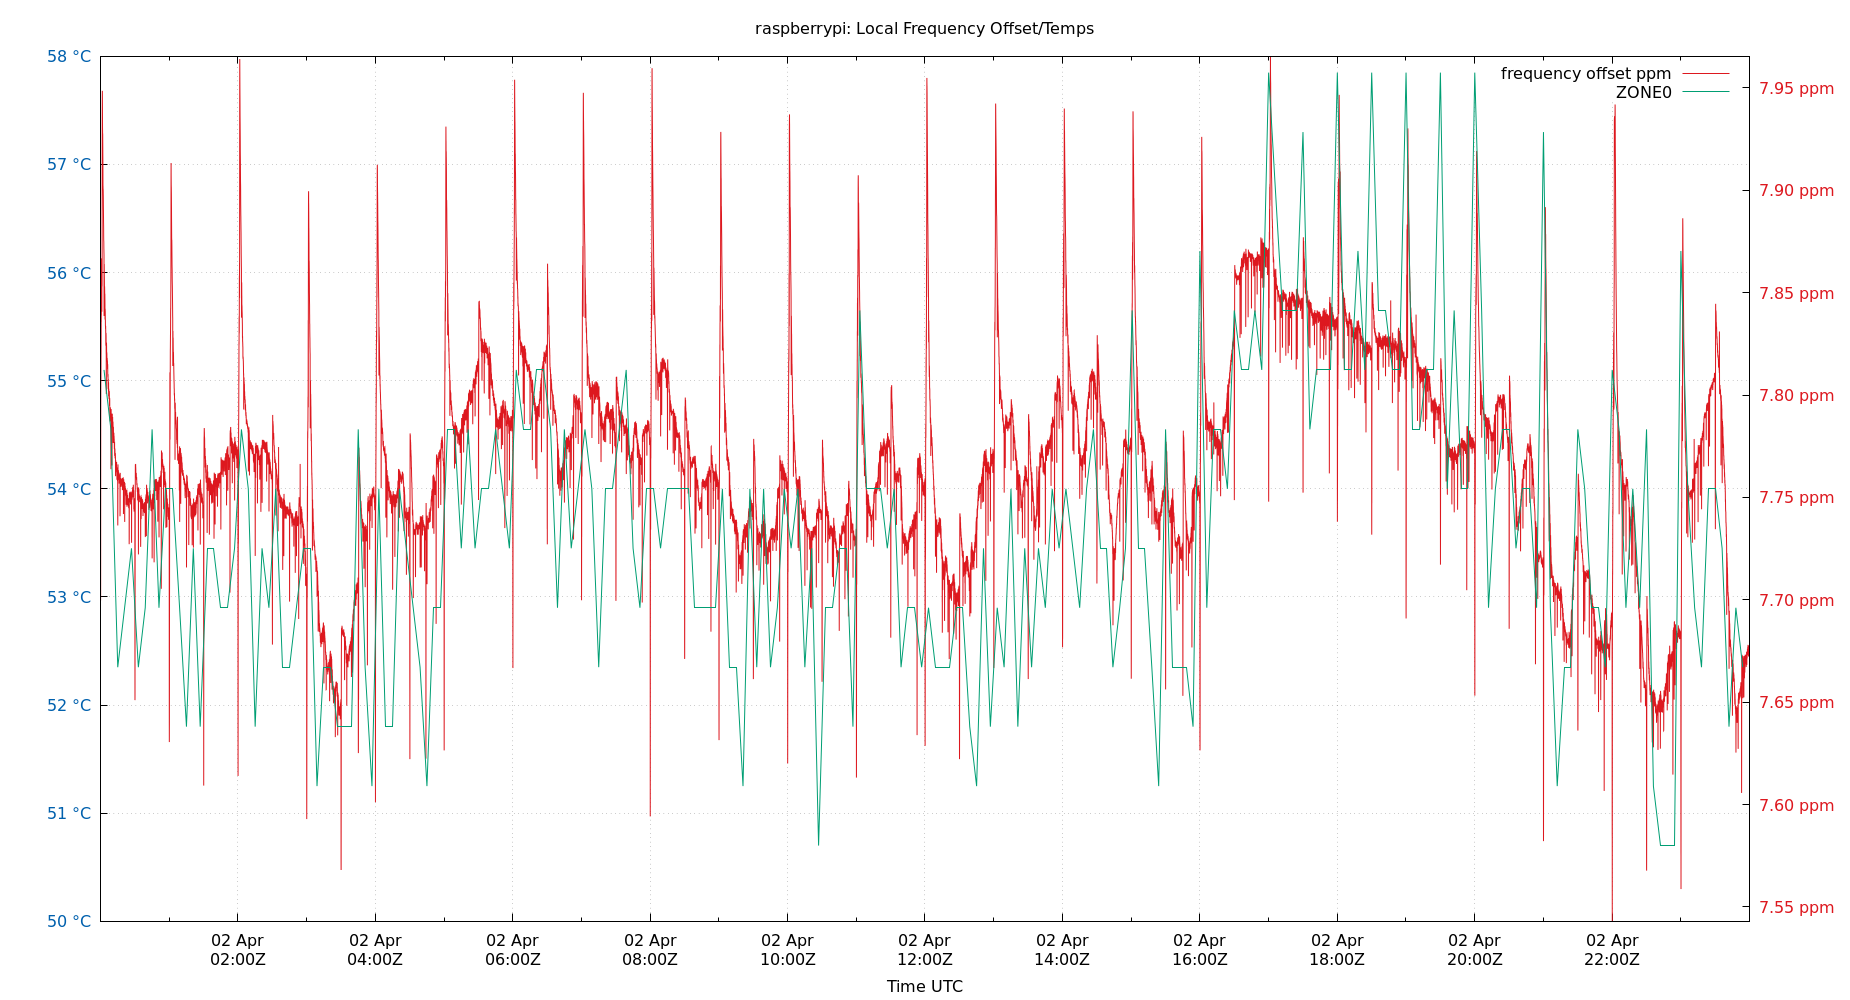 raspberrypi: Local Frequency Offset/Temps
frequency offset ppm
ZONE0
58 °C
57 °C
56 °C
55 °C
54 °C
53 °C
52 °C
51 °C
50 °C
7.95 ppm
7.90 ppm
7.85 ppm
7.80 ppm
7.75 ppm
7.70 ppm
7.65 ppm
7.60 ppm
7.55 ppm
02 Apr
02:00Z
02 Apr
04:00Z
02 Apr
06:00Z
02 Apr
08:00Z
02 Apr
10:00Z
02 Apr
12:00Z
02 Apr
14:00Z
02 Apr
16:00Z
02 Apr
18:00Z
02 Apr
20:00Z
02 Apr
22:00Z
Time UTC